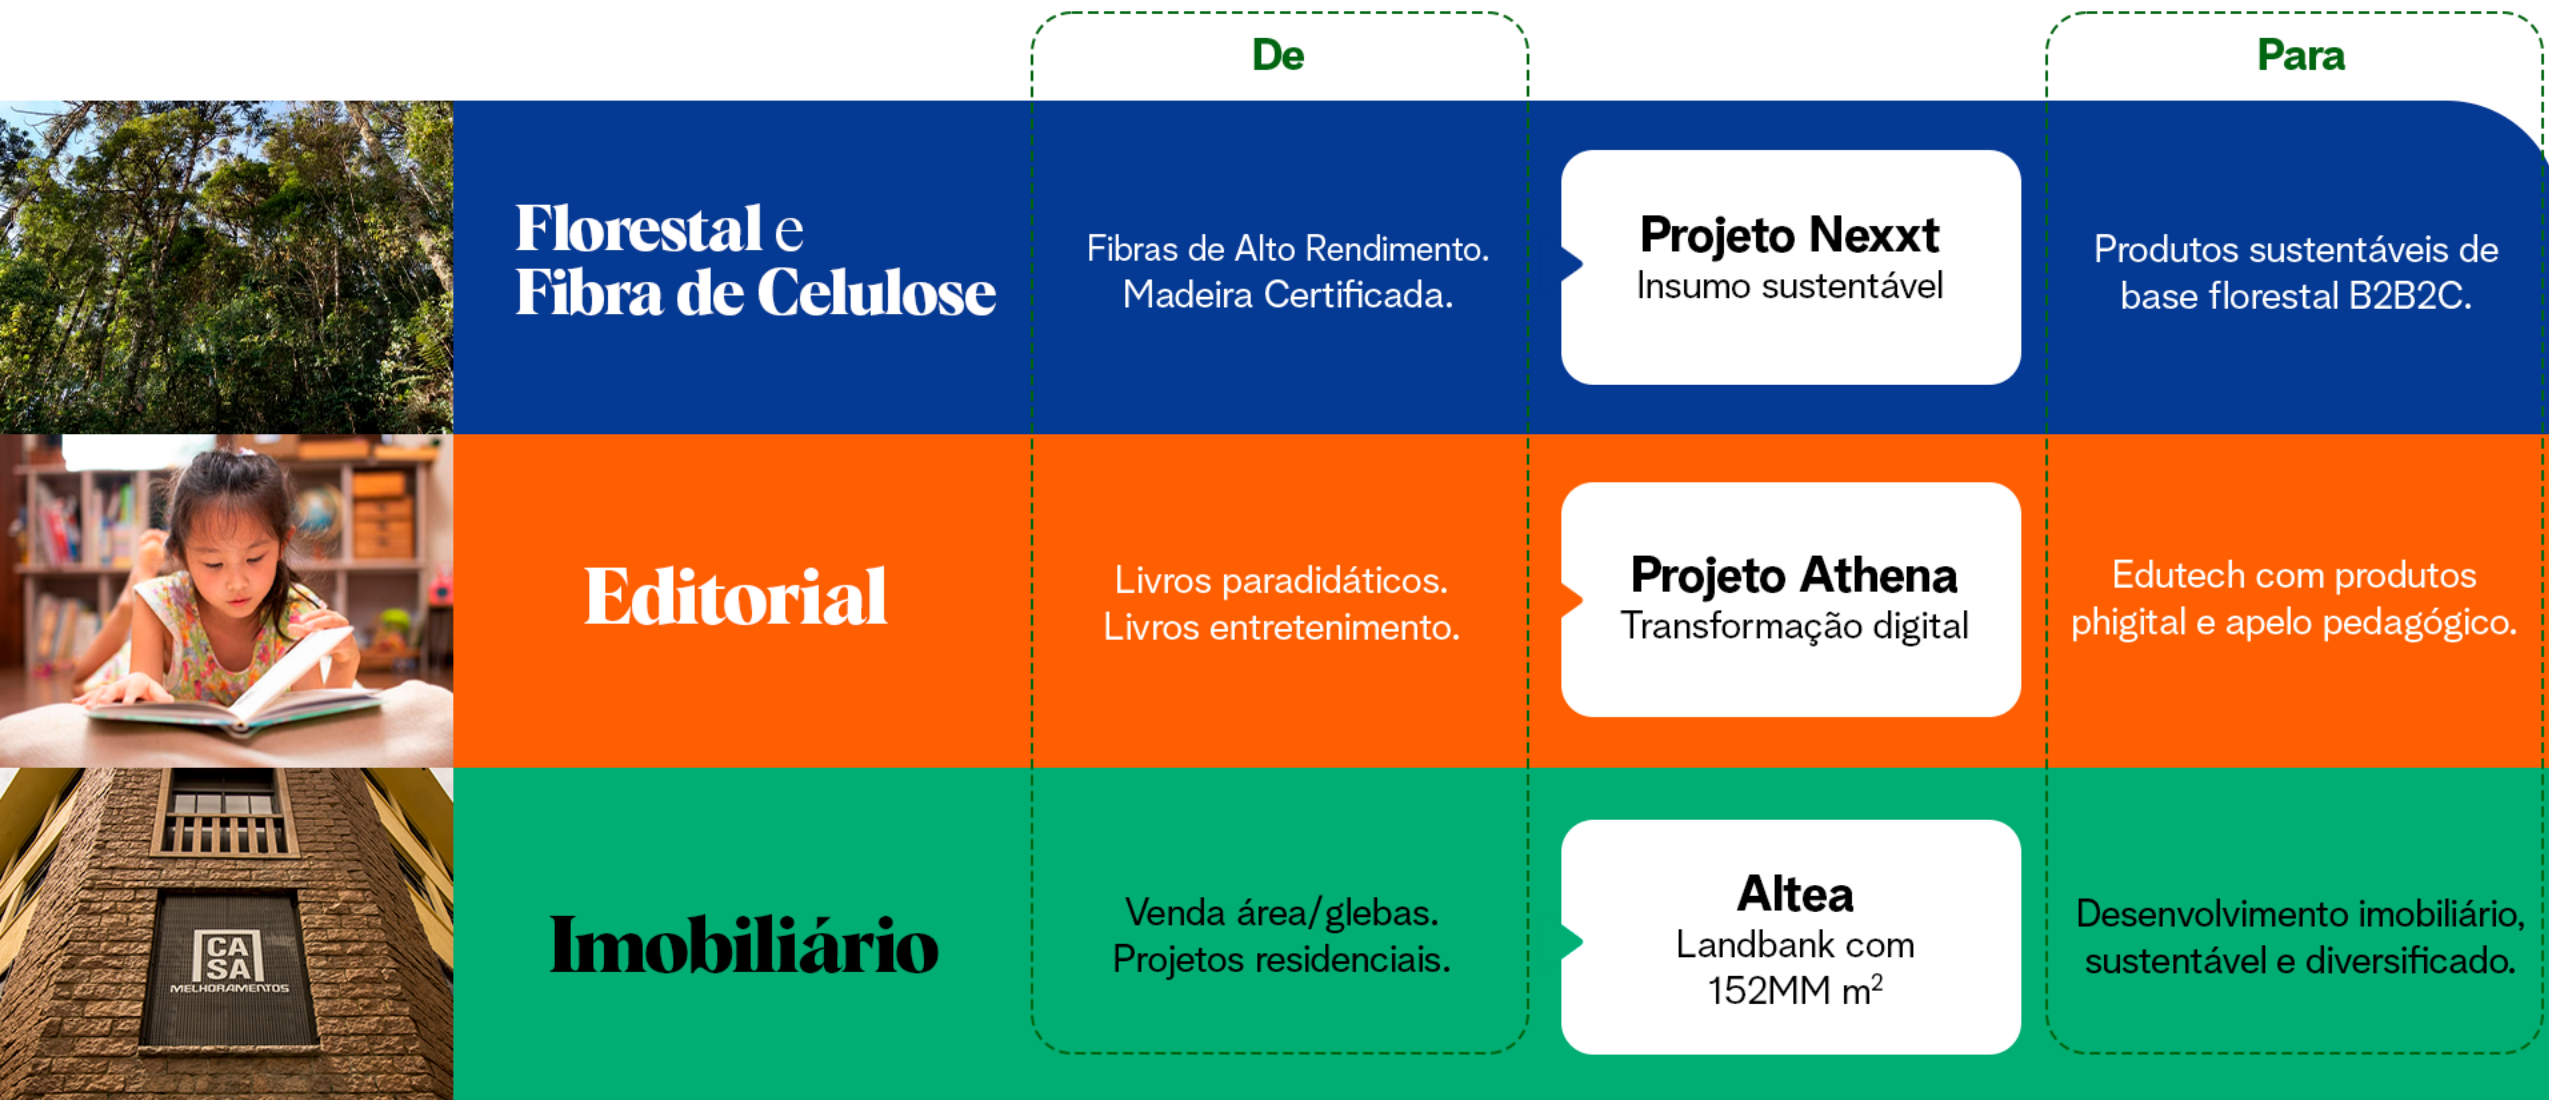 De
Para
Florestal e
Fibra de Celulose
Fibras de Alto Rendimento.
Madeira Certificada.
Projeto Nexxt
Insumo sustentável
Produtos sustentáveis de
base florestal B2B2C.
Editorial
Livros paradidáticos.
Livros entretenimento.
Projeto Athena
Transformação digital
Edutech com produtos
phigital e apelo pedagógico.
CA
SA
MELHORAMENTOS
Imobiliário
Venda área/glebas.
Projetos residenciais.
Altea
Landbank com
152MM m²
Desenvolvimento imobiliário,
sustentável e diversificado.